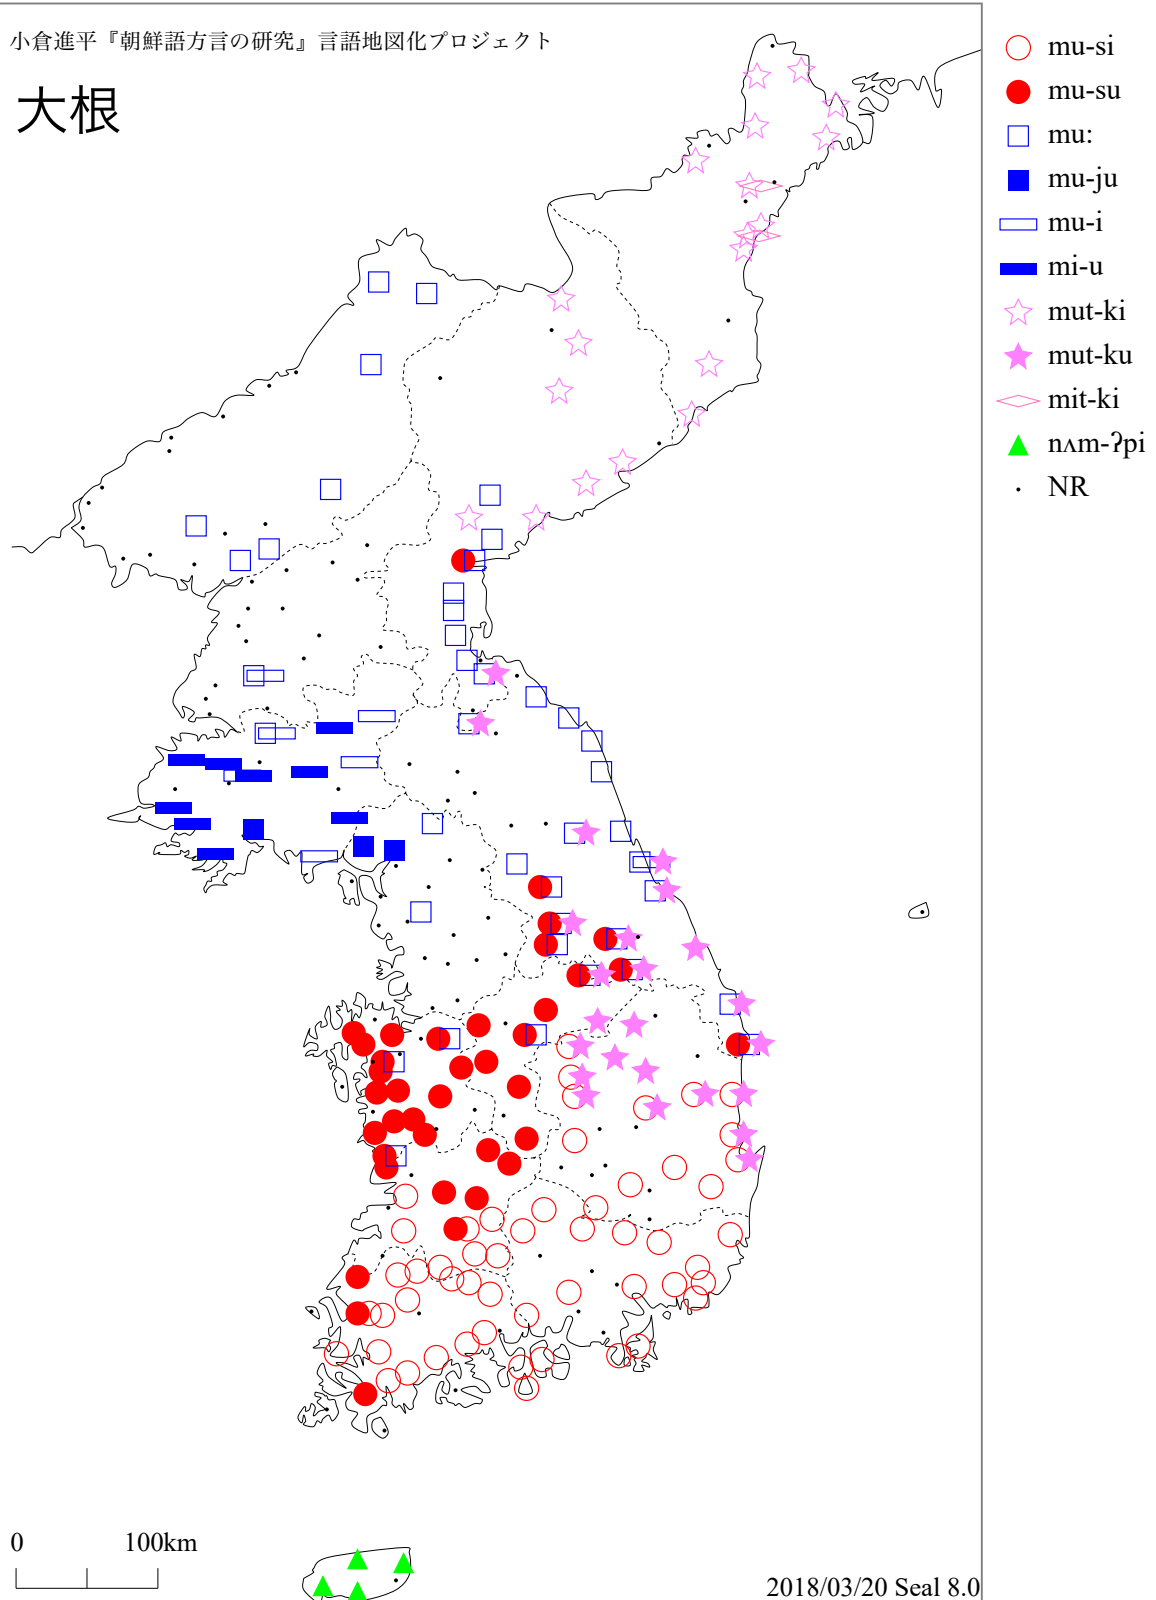 小倉進平『朝鮮語方言の研究』言語地図化プロジェクト
大根
mu-si
mu-su
mu:
mu-ju
mu-i
mi-u
mut-ki
mut-ku
mit-ki
nʌm-ʔpi
NR
0 100km
2018/03/20 Seal 8.0